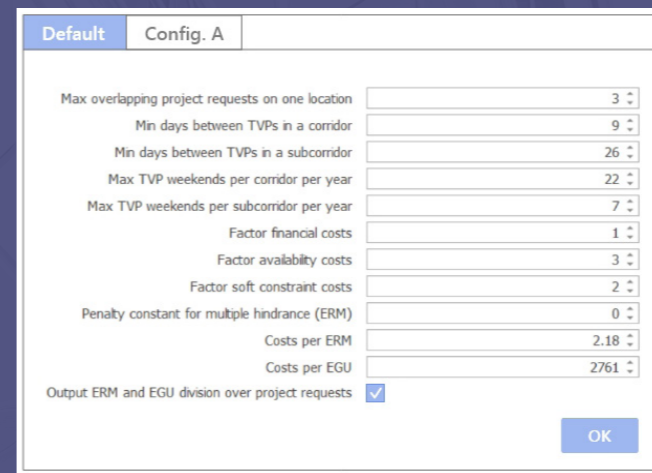 Default Config. A
Max overlapping project requests on one location 3
Min days between TVPs in a corridor 9
Min days between TVPs in a subcorridor 26
Max TVP weekends per corridor per year 22
Max TVP weekends per subcorridor per year 7
Factor financial costs 1
Factor availability costs 3
Factor soft constraint costs 2
Penalty constant for multiple hindrance (ERM) 0
Costs per ERM 2.18
Costs per EGU 2761
Output ERM and EGU division over project requests
OK